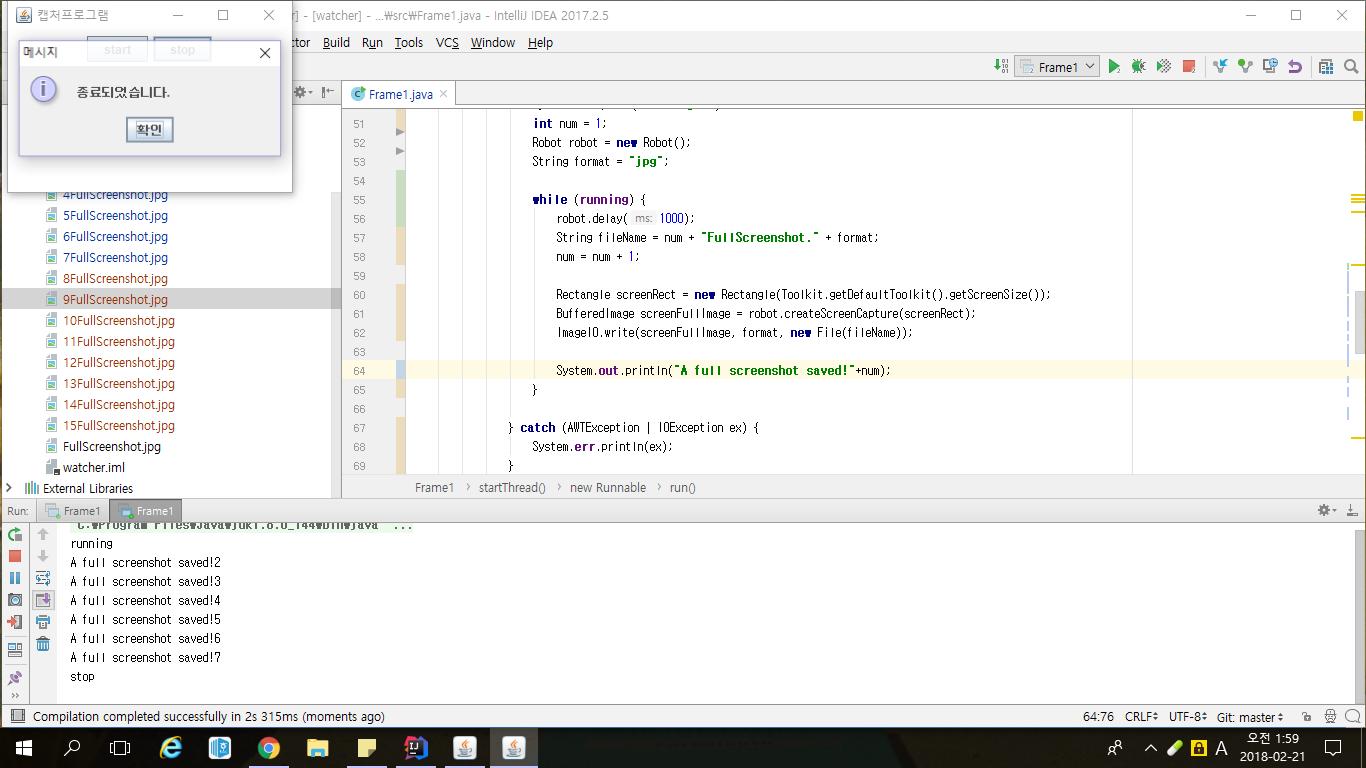 캡처프로그램
] - [watcher] - ...₩src₩Frame1.java - IntelliJ IDEA 2017.2.5
메시지
start
stop
Build Run Tools VCS Window Help
Frame1
종료되었습니다.
확인
Frame1.java
4FullScreenshot.jpg
5FullScreenshot.jpg
6FullScreenshot.jpg
7FullScreenshot.jpg
8FullScreenshot.jpg
9FullScreenshot.jpg
10FullScreenshot.jpg
11FullScreenshot.jpg
12FullScreenshot.jpg
13FullScreenshot.jpg
14FullScreenshot.jpg
15FullScreenshot.jpg
FullScreenshot.jpg
watcher.iml
External Libraries
51 int num = 1;
52 Robot robot = new Robot();
53 String format = "jpg";
54
55 while (running) {
56 robot.delay( ms: 1000);
57 String fileName = num + "FullScreenshot." + format;
58 num = num + 1;
59
60 Rectangle screenRect = new Rectangle(Toolkit.getDefaultToolkit().getScreenSize());
61 BufferedImage screenFullImage = robot.createScreenCapture(screenRect);
62 ImageIO.write(screenFullImage, format, new File(fileName));
63
64 System.out.println("A full screenshot saved!"+num);
65 }
66
67 } catch (AWTException | IOException ex) {
68 System.err.println(ex);
69 }
Frame1 > startThread() > new Runnable > run()
Run: Frame1 Frame1
running
A full screenshot saved!2
A full screenshot saved!3
A full screenshot saved!4
A full screenshot saved!5
A full screenshot saved!6
A full screenshot saved!7
stop
Compilation completed successfully in 2s 315ms (moments ago)
64:76 CRLF UTF-8 Git: master
A
오전 1:59
2018-02-21